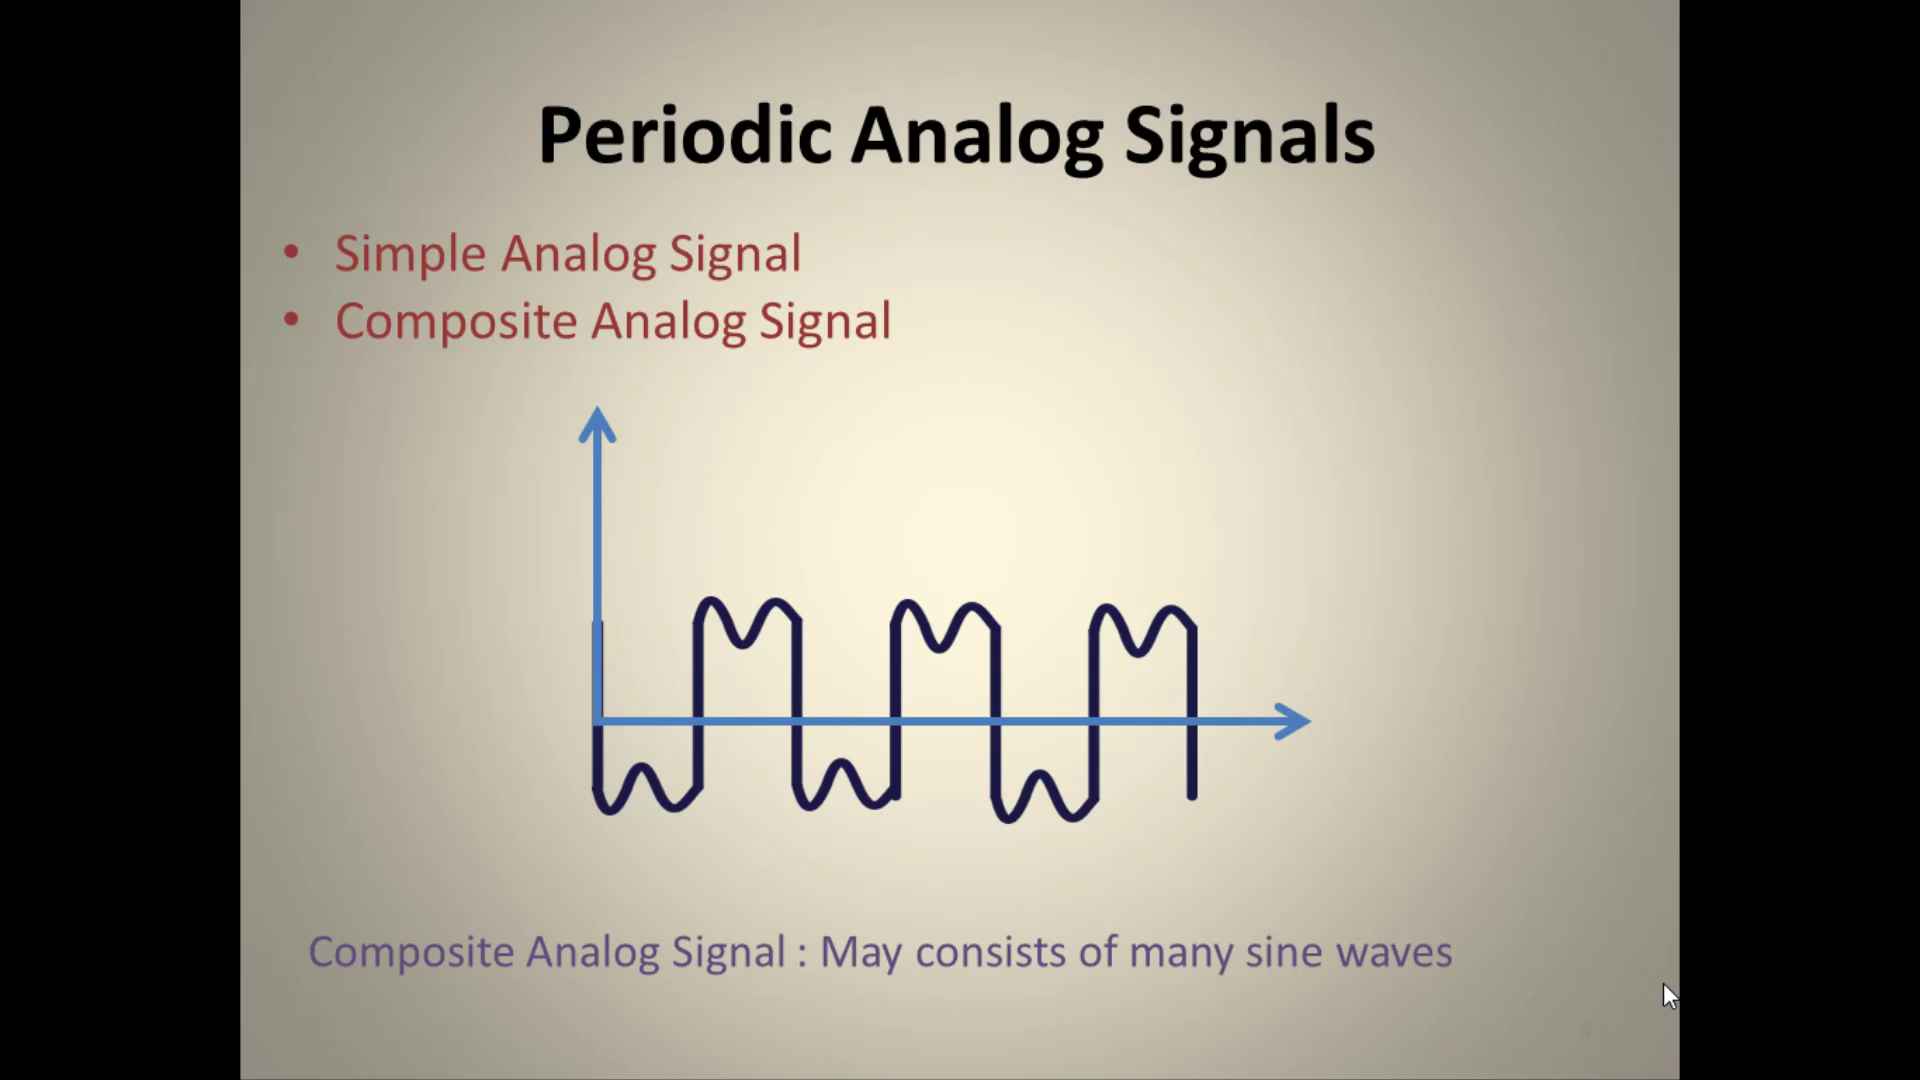 Periodic Analog Signals
• Simple Analog Signal
• Composite Analog Signal
Composite Analog Signal : May consists of many sine waves